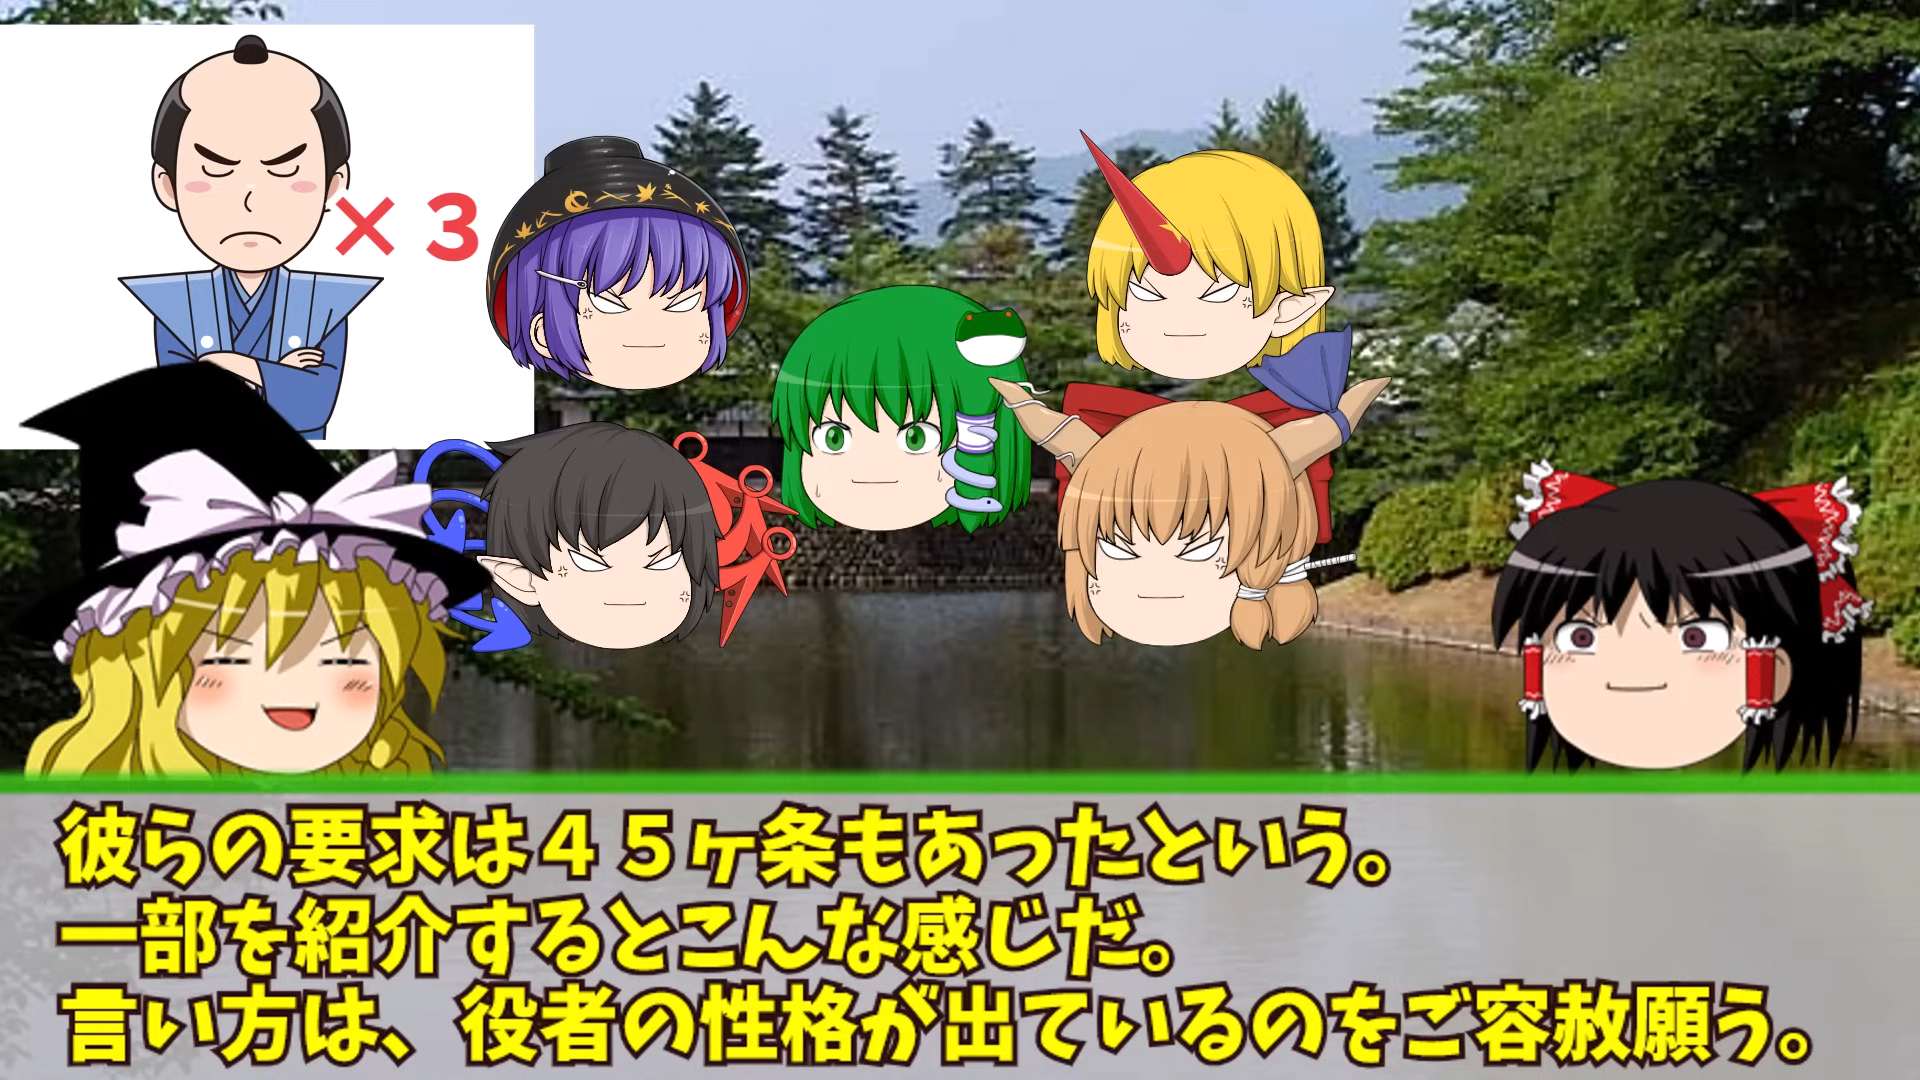 ×3
彼らの要求は４５ヶ条もあったという。
一部を紹介するとこんな感じだ。
言い方は、役者の性格が出ているのをご容赦願う。